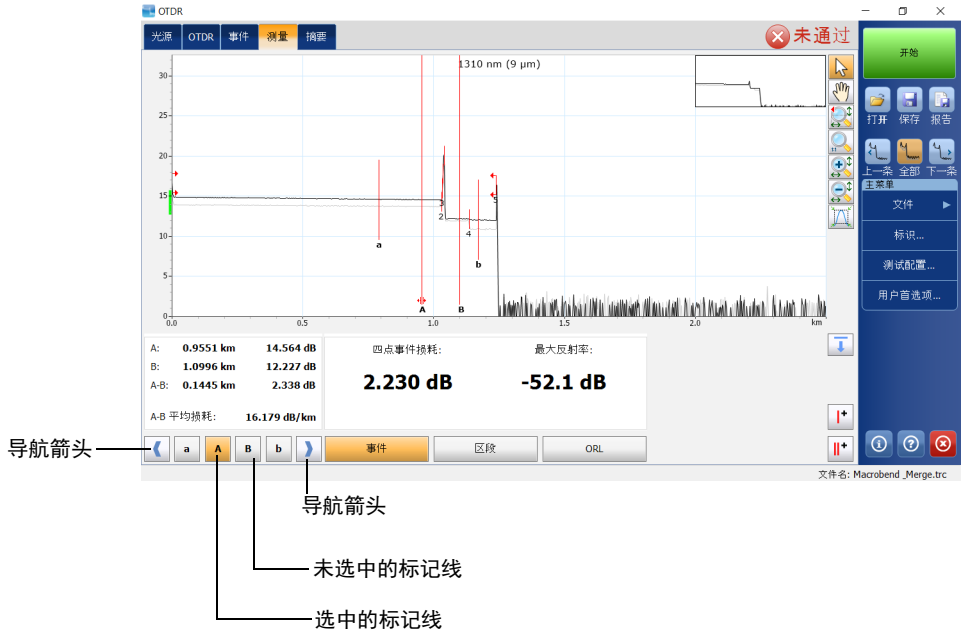 OTDR
光源 OTDR 事件 测量 摘要
未通过
1310 nm (9 µm)
30
25
20
15
10
5
0
0.0 0.5 1.0 1.5 2.0 km
a
A
B
b
3
2
4
5
A: 0.9551 km 14.564 dB
B: 1.0996 km 12.227 dB
A-B: 0.1445 km 2.338 dB
A-B 平均损耗: 16.179 dB/km
四点事件损耗:
2.230 dB
最大反射率:
-52.1 dB
a A B b
事件 区段 ORL
开始
打开 保存 报告
上一条 全部 下一条
主菜单
文件
标识...
测试配置...
用户首选项...
文件名: Macrobend _Merge.trc
导航箭头
导航箭头
未选中的标记线
选中的标记线